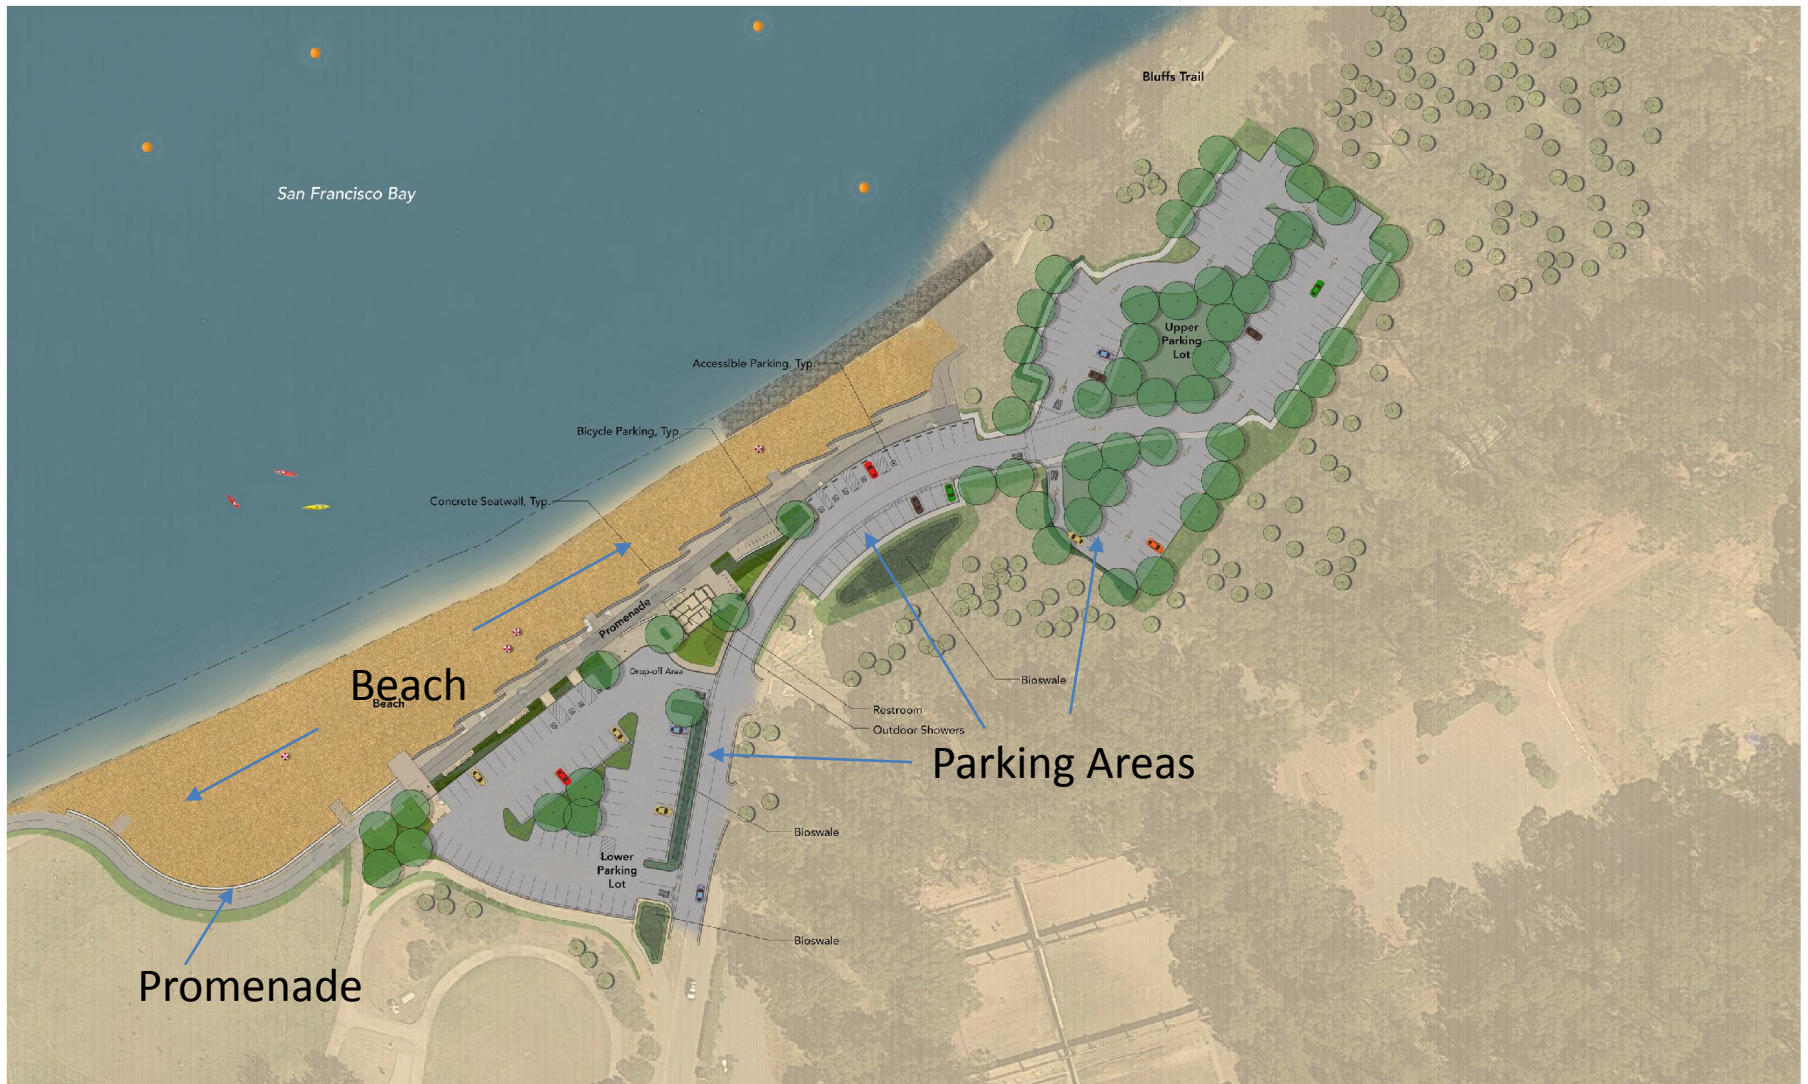 Bluffs Trail
San Francisco Bay
Upper
Parking
Lot
Accessible Parking, Typ.
Bicycle Parking, Typ.
Concrete Seatwall, Typ.
Promenade
Drop-off Area
Bioswale
Beach
Beach
Restroom
Outdoor Showers
Parking Areas
Bioswale
Lower
Parking
Lot
Bioswale
Promenade